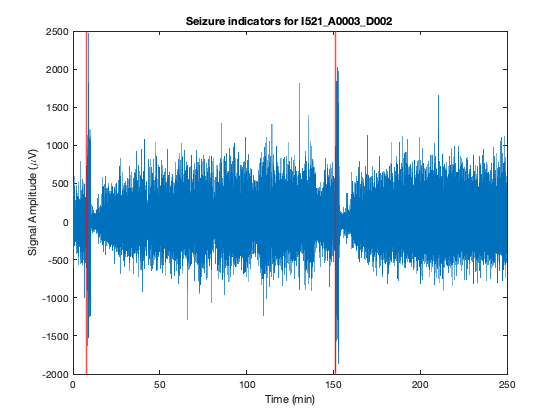 Seizure indicators for I521_A0003_D002
2500
2000
1500
1000
500
0
-500
-1000
-1500
-2000
Signal Amplitude (μV)
0 50 100 150 200 250
Time (min)